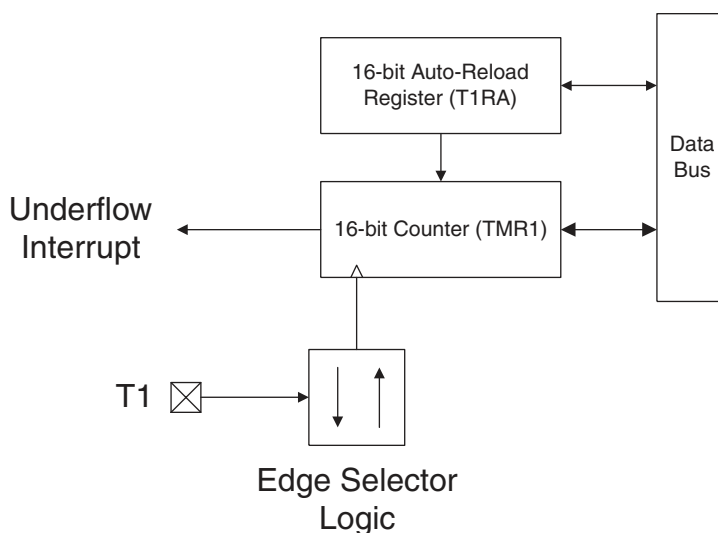 16-bit Auto-Reload
Register (T1RA)
Data
Bus
Underflow
Interrupt
16-bit Counter (TMR1)
T1
Edge Selector
Logic